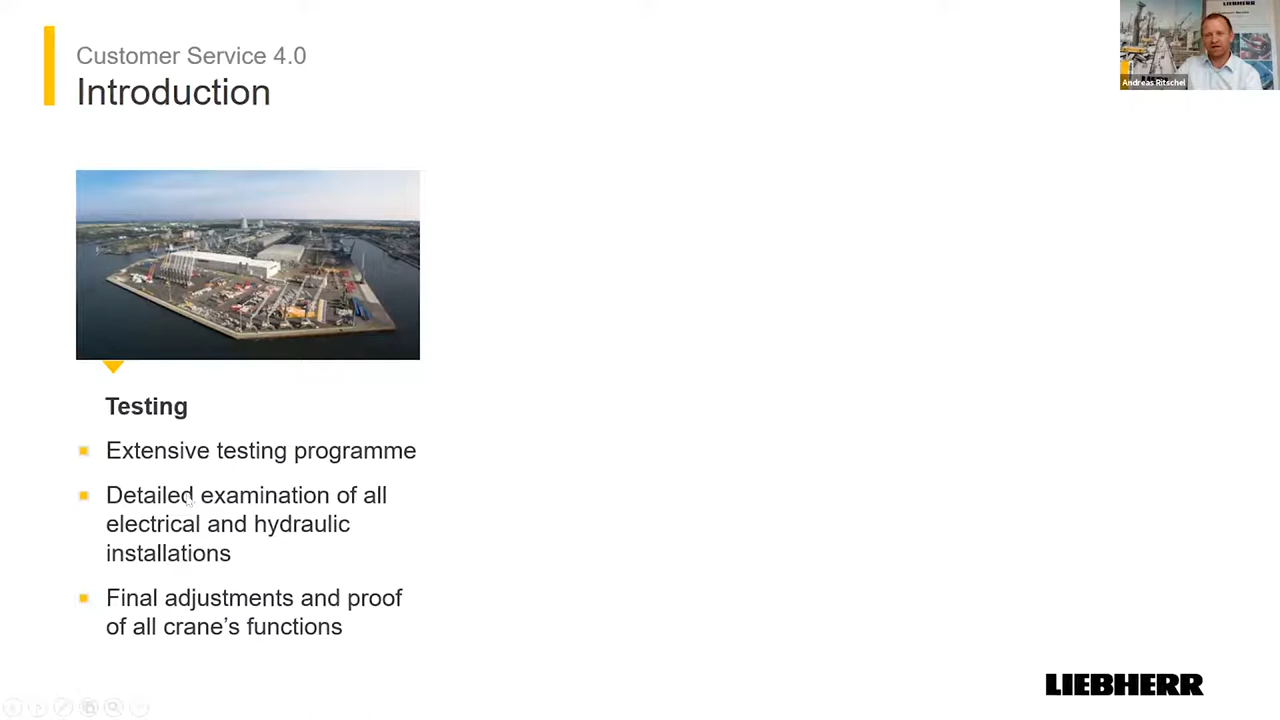 Customer Service 4.0
Introduction
LIEBHERR
Andreas Ritschel
Testing
Extensive testing programme
Detailed examination of all
electrical and hydraulic
installations
Final adjustments and proof
of all crane's functions
LIEBHERR